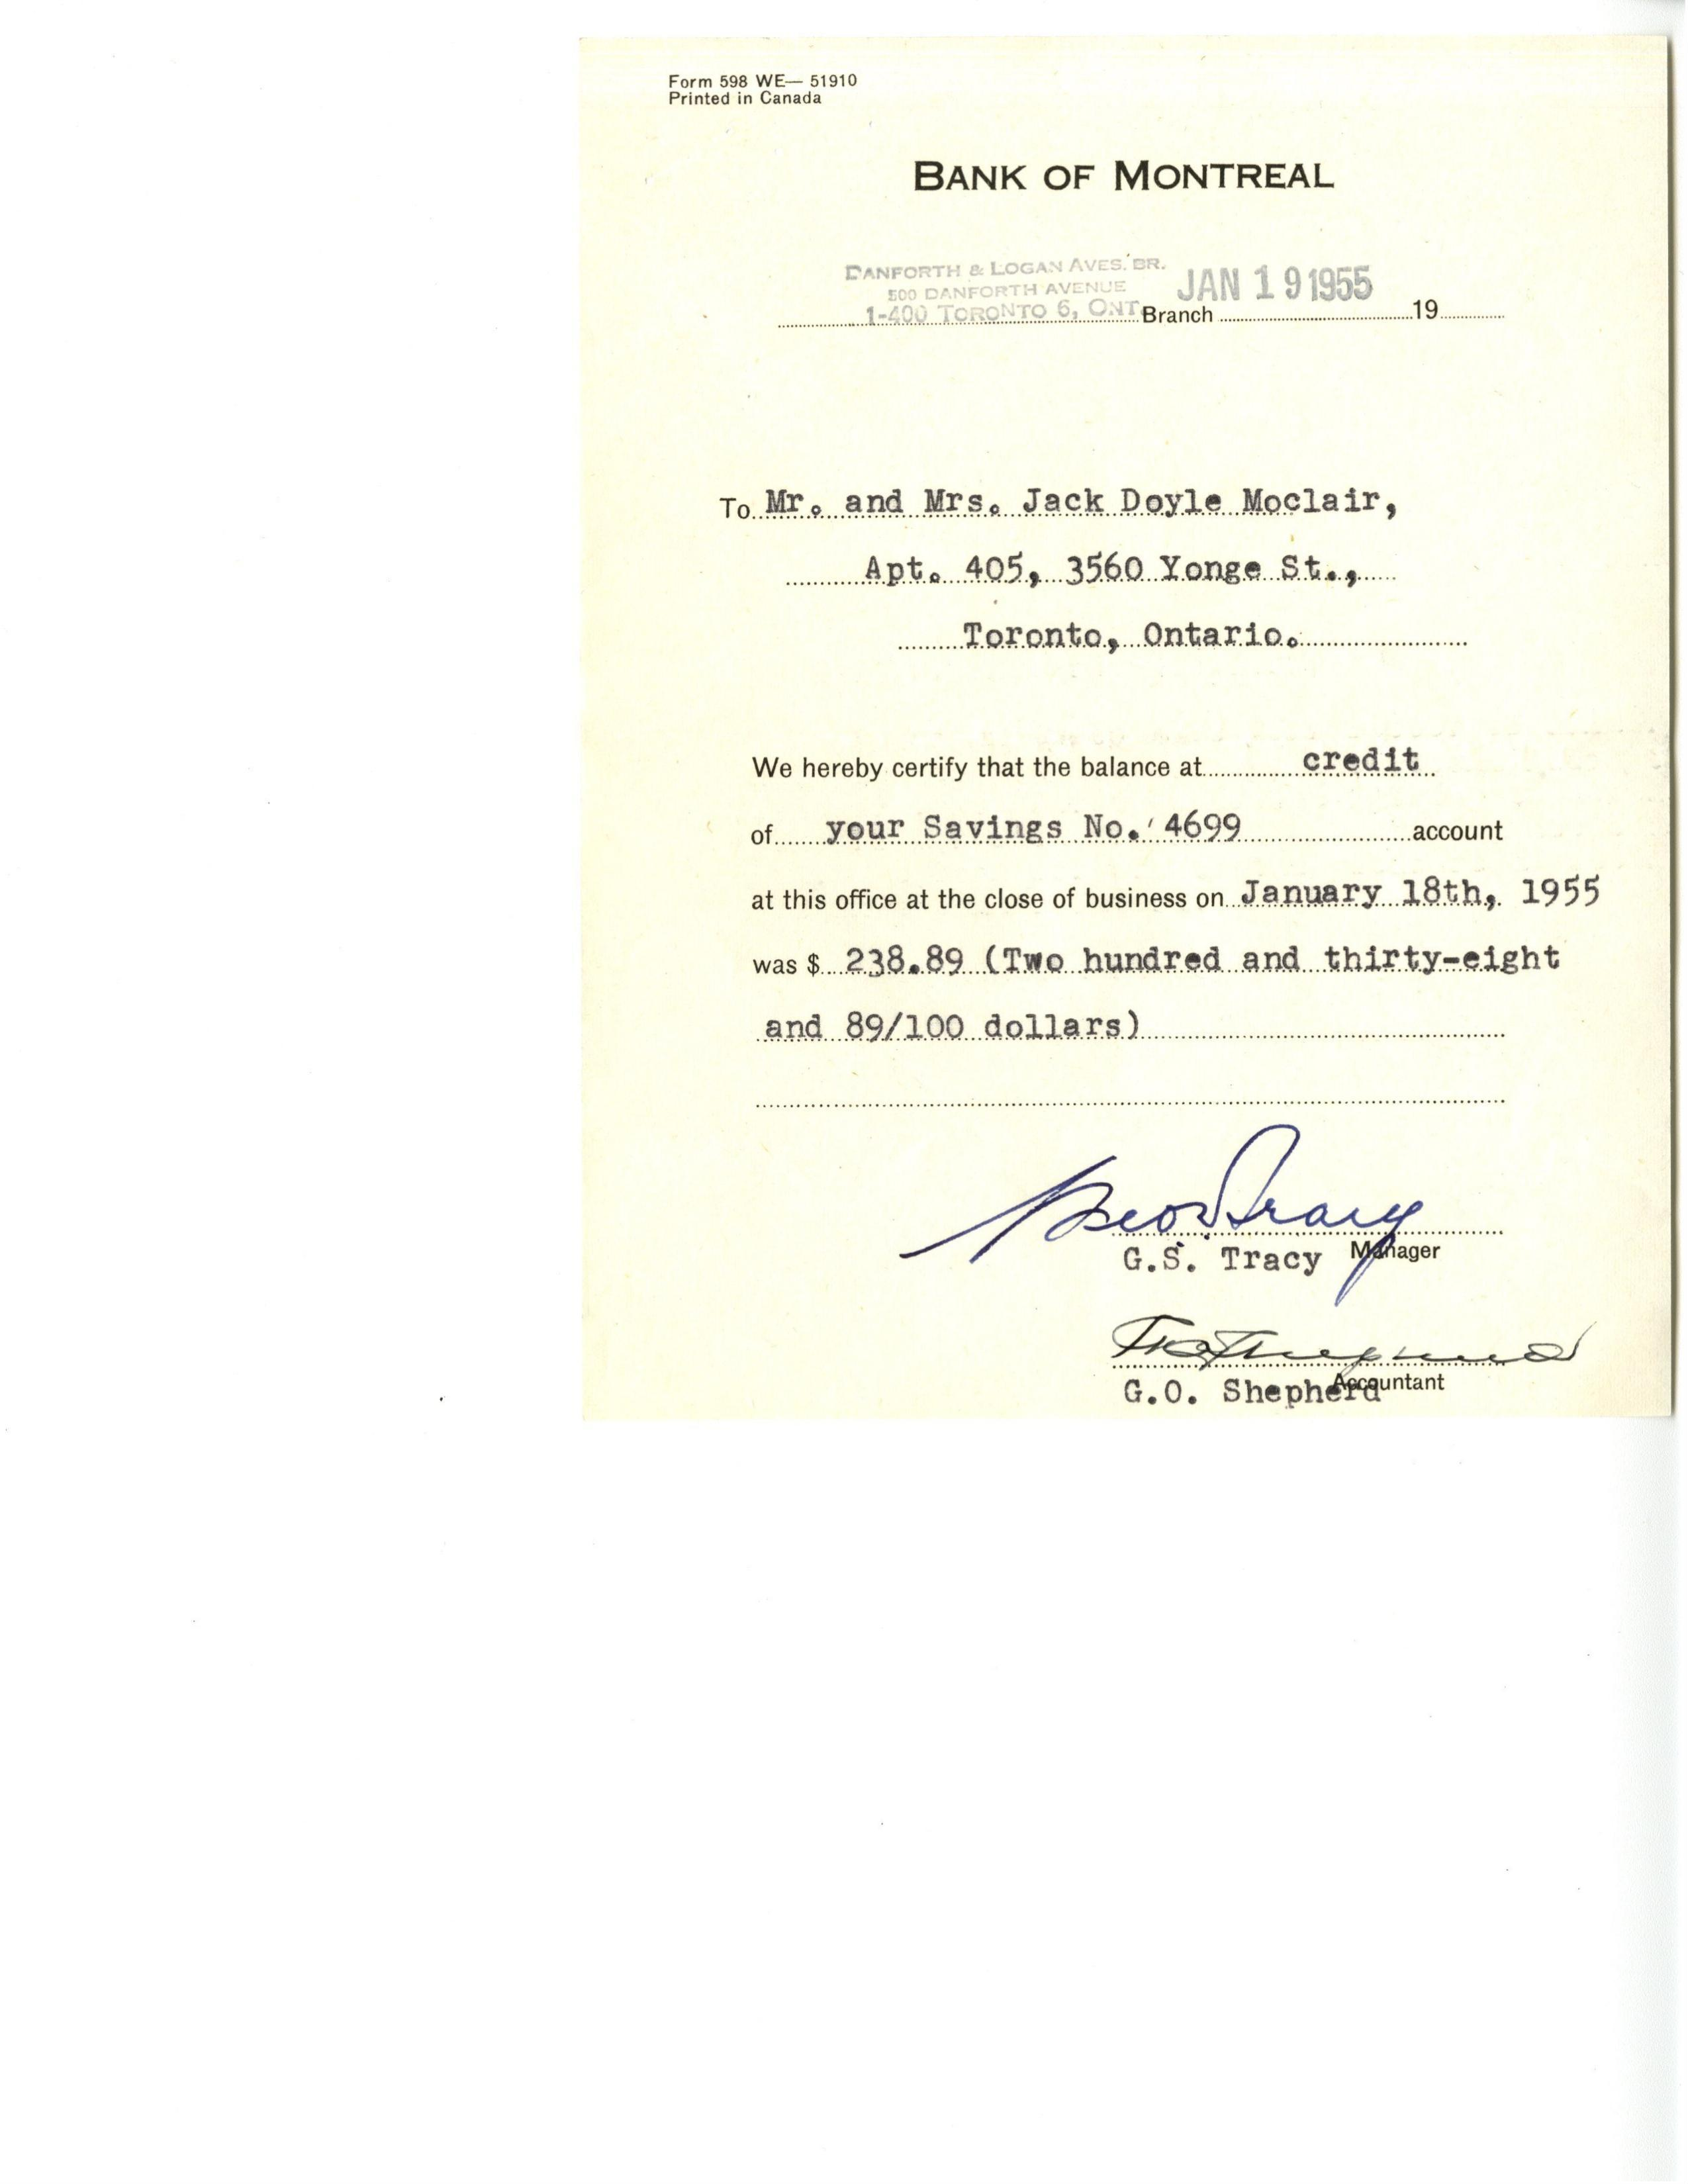 Form 598 WE— 51910
Printed in Canada
BANK OF MONTREAL
DANFORTH & LOGAN AVES. BR.
500 DANFORTH AVENUE
1-400 TORONTO 6, ONT. Branch JAN 19 1955 19
To Mr. and Mrs. Jack Doyle Moclair,
Apt. 405, 3560 Yonge St.,
Toronto, Ontario.
We hereby certify that the balance at credit
of your Savings No. 4699 account
at this office at the close of business on January 18th, 1955
was $ 238.89 (Two hundred and thirty-eight
and 89/100 dollars)
Geo S Tracy
G.S. Tracy Manager
G.O. Shepherd Accountant